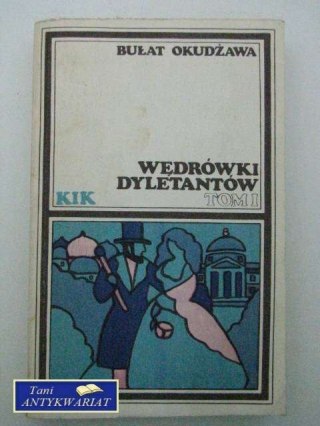 BUŁAT OKUDŻAWA
WĘDRÓWKI
DYLETANTÓW
KIK TOM I
Tani
ANTYKWARIAT